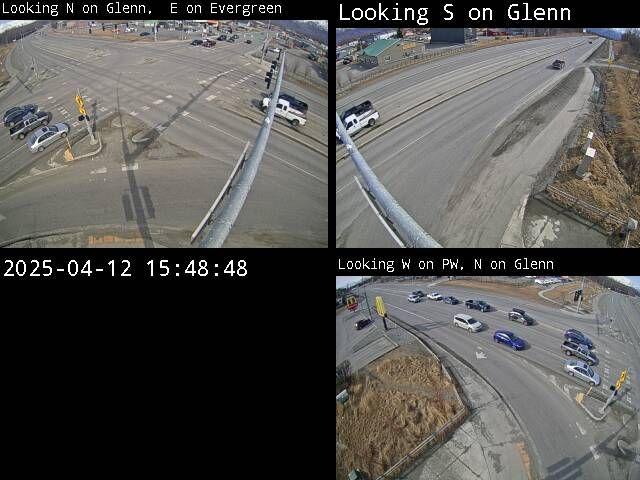 Looking N on Glenn,  E on Evergreen
Looking S on Glenn
2025-04-12 15:48:48
Looking W on PW, N on Glenn